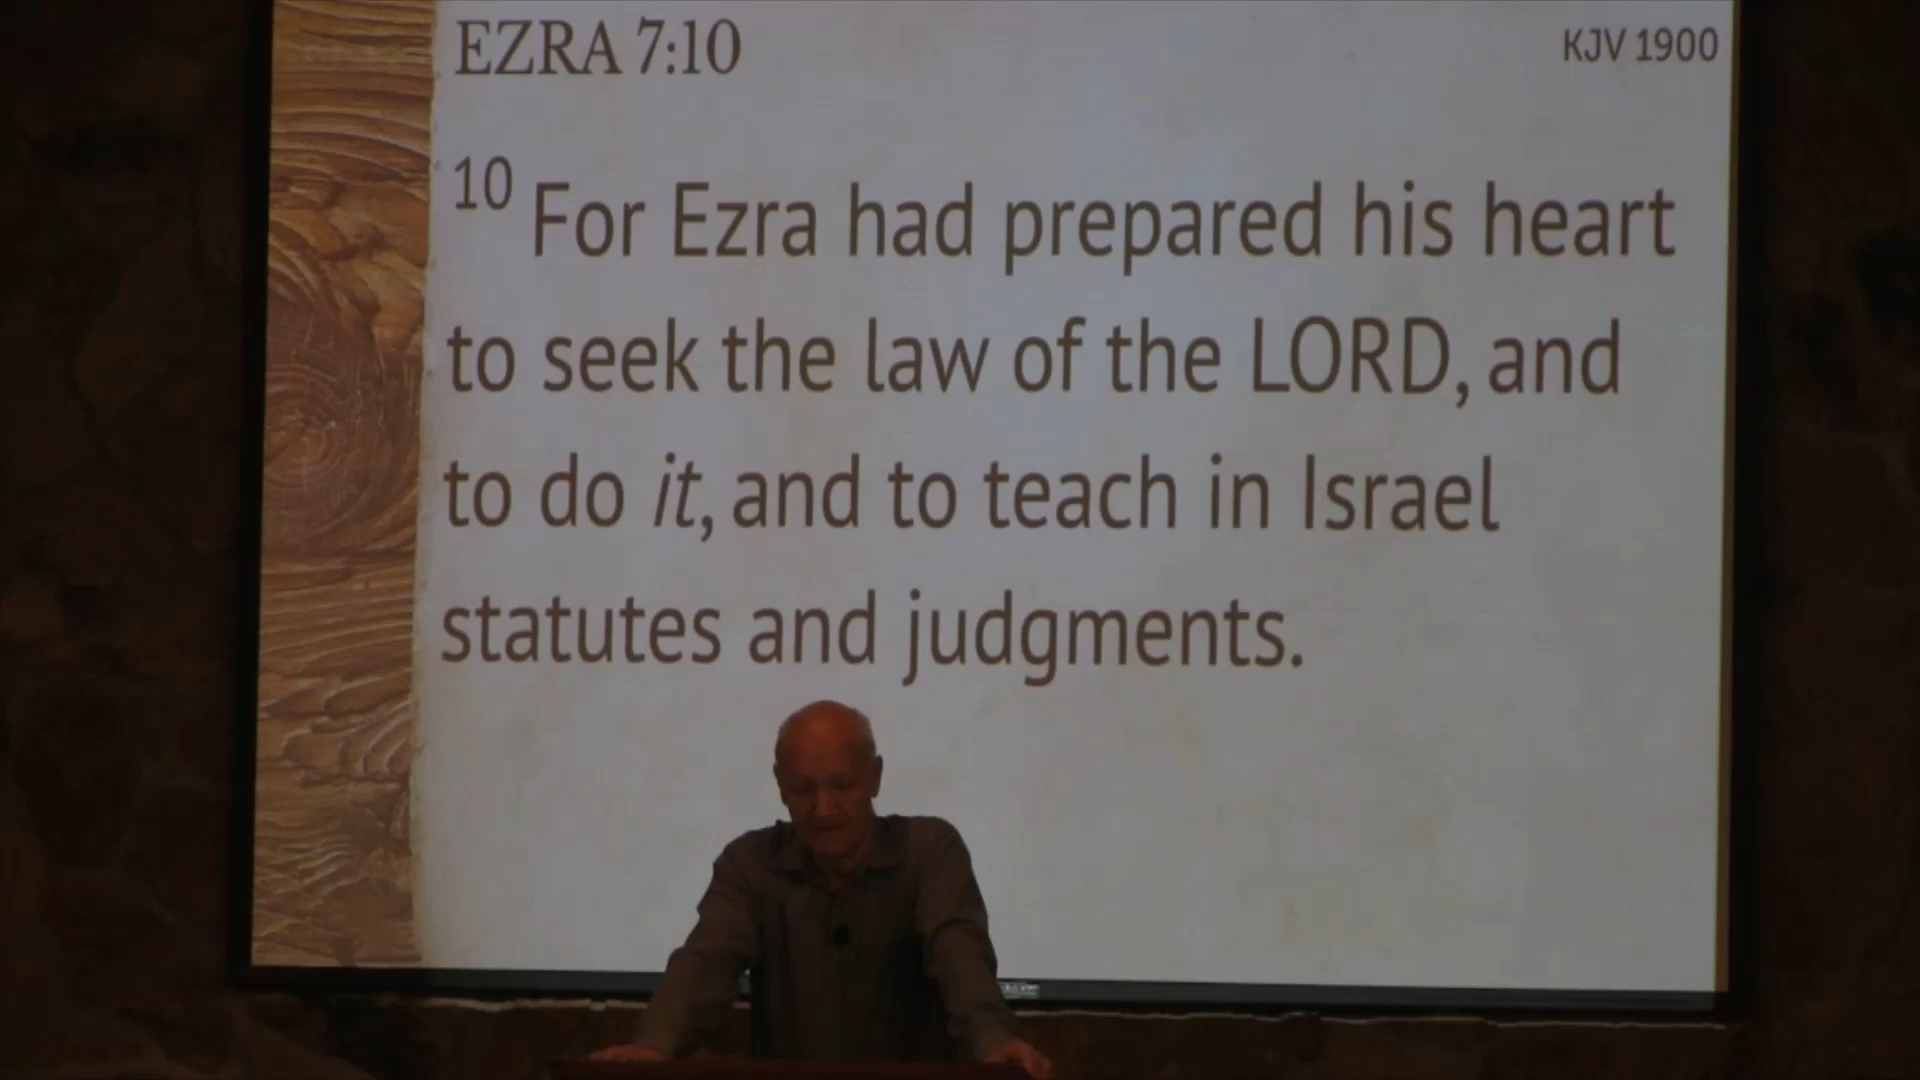 EZRA 7:10
KJV 1900
10 For Ezra had prepared his heart
to seek the law of the LORD, and
to do it, and to teach in Israel
statutes and judgments.